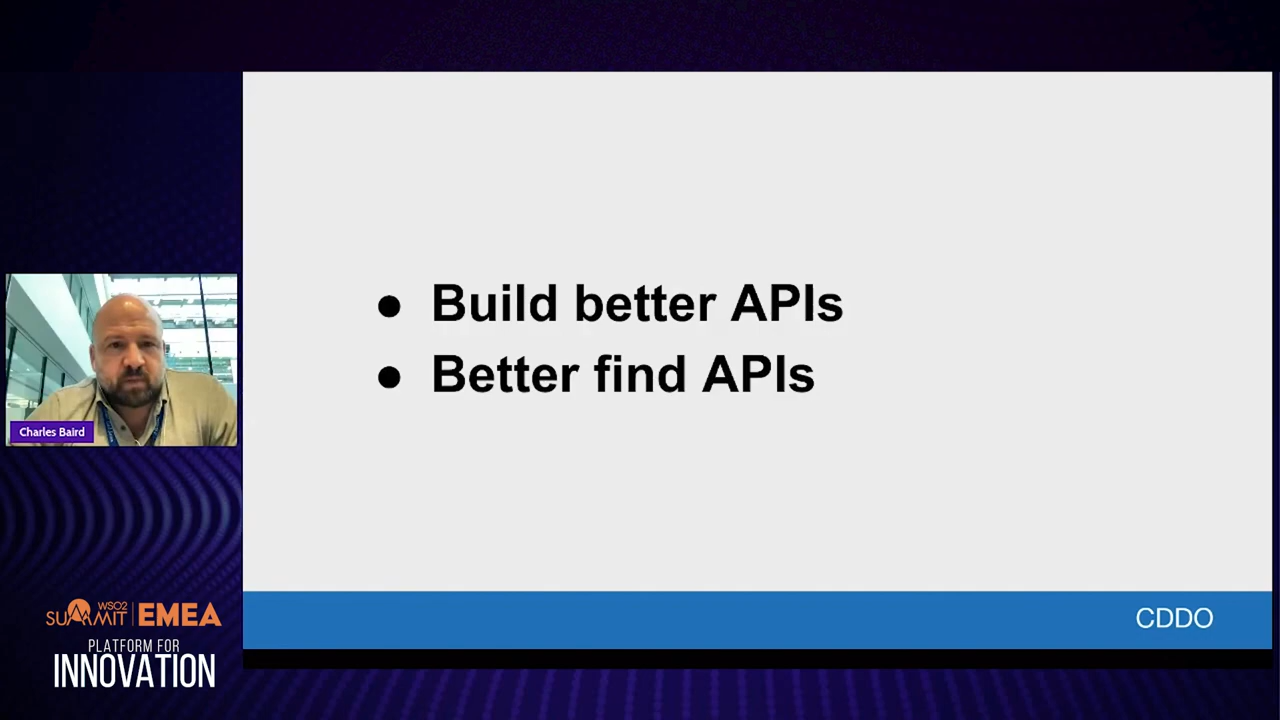 ● Build better APIs
● Better find APIs
Charles Baird
CDDO
WSO2
SUMMIT | EMEA
PLATFORM FOR
INNOVATION